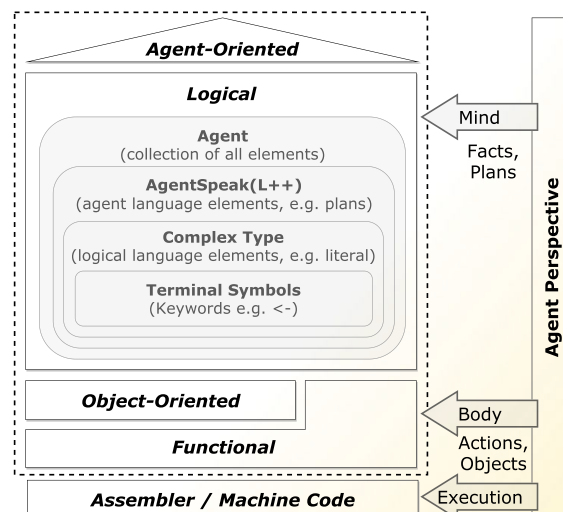 Agent-Oriented
Logical
Agent
(collection of all elements)
AgentSpeak(L++)
(agent language elements, e.g. plans)
Complex Type
(logical language elements, e.g. literal)
Terminal Symbols
(Keywords e.g. <-)
Object-Oriented
Functional
Assembler / Machine Code
Mind
Facts,
Plans
Body
Actions,
Objects
Execution
Agent Perspective